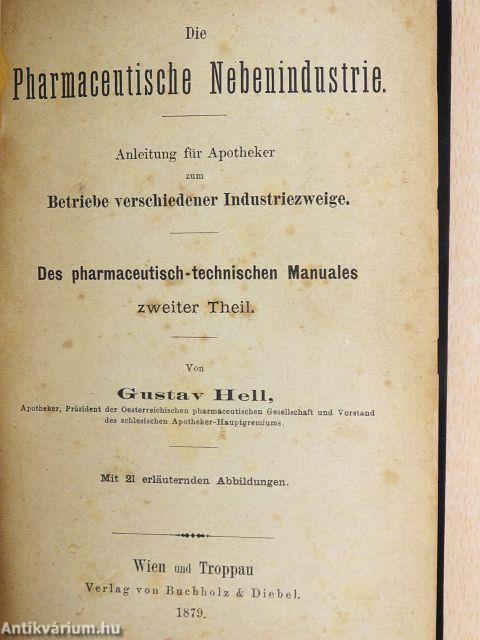 Die
Pharmaceutische Nebenindustrie.
Anleitung für Apotheker
zum
Betriebe verschiedener Industriezweige.
Des pharmaceutisch-technischen Manuales
zweiter Theil.
Von
Gustav Hell,
Apotheker, Präsident der Oesterreichischen pharmaceutischen Gesellschaft und Vorstand
des schlesischen Apotheker-Hauptgremiums.
Mit 21 erläuternden Abbildungen.
Wien und Troppau
Verlag von Buchholz & Diebel.
1879.
Antikvárium.hu